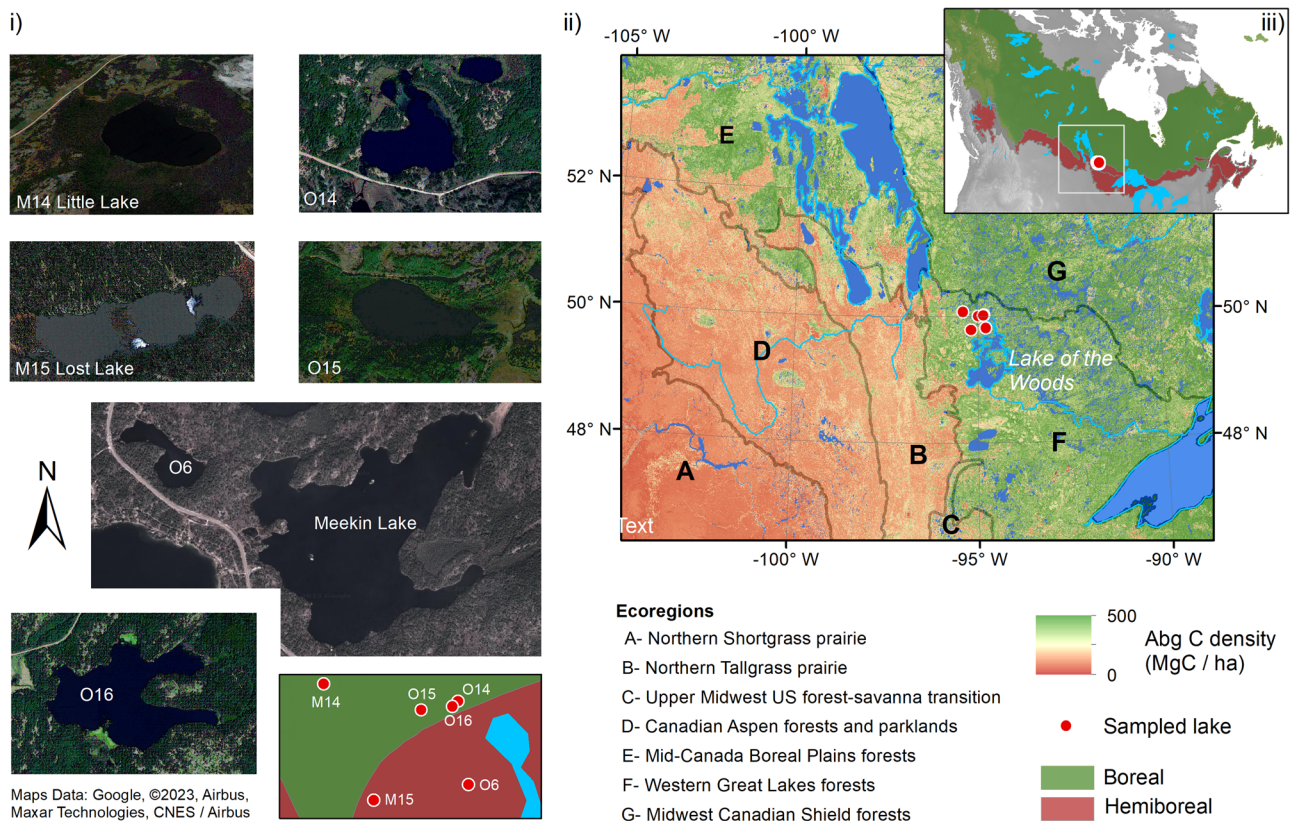 i)
M14 Little Lake
O14
M15 Lost Lake
O15
N
O6
Meekin Lake
O16
M14
O15
O14
O16
O6
M15
Maps Data: Google, ©2023, Airbus,
Maxar Technologies, CNES / Airbus
ii)
-105° W
-100° W
iii)
52° N
50° N
48° N
50° N
48° N
-100° W
-95° W
-90° W
E
G
D
Lake of the
Woods
A
B
F
C
Text
Ecoregions
A- Northern Shortgrass prairie
B- Northern Tallgrass prairie
C- Upper Midwest US forest-savanna transition
D- Canadian Aspen forests and parklands
E- Mid-Canada Boreal Plains forests
F- Western Great Lakes forests
G- Midwest Canadian Shield forests
500
0
Abg C density
(MgC / ha)
Sampled lake
Boreal
Hemiboreal